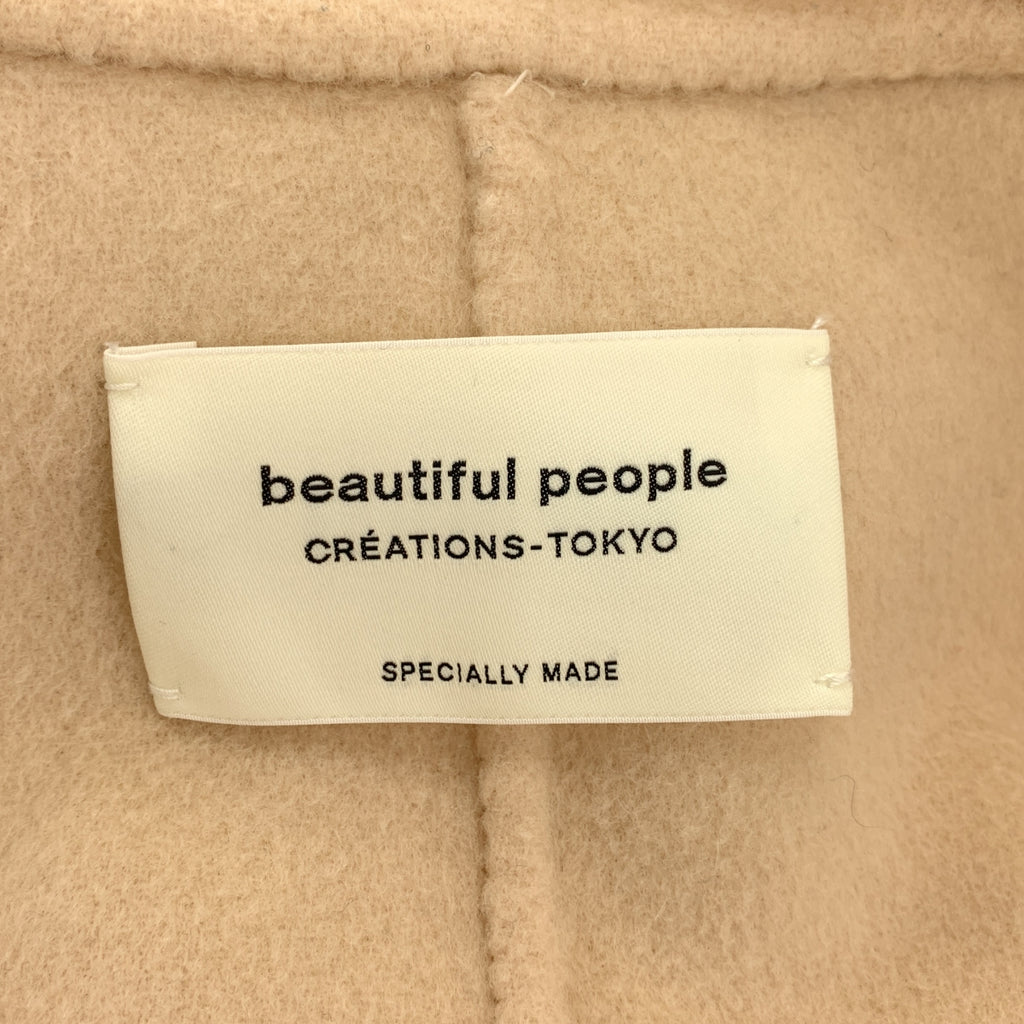 beautiful people
CRÉATIONS-TOKYO
SPECIALLY MADE